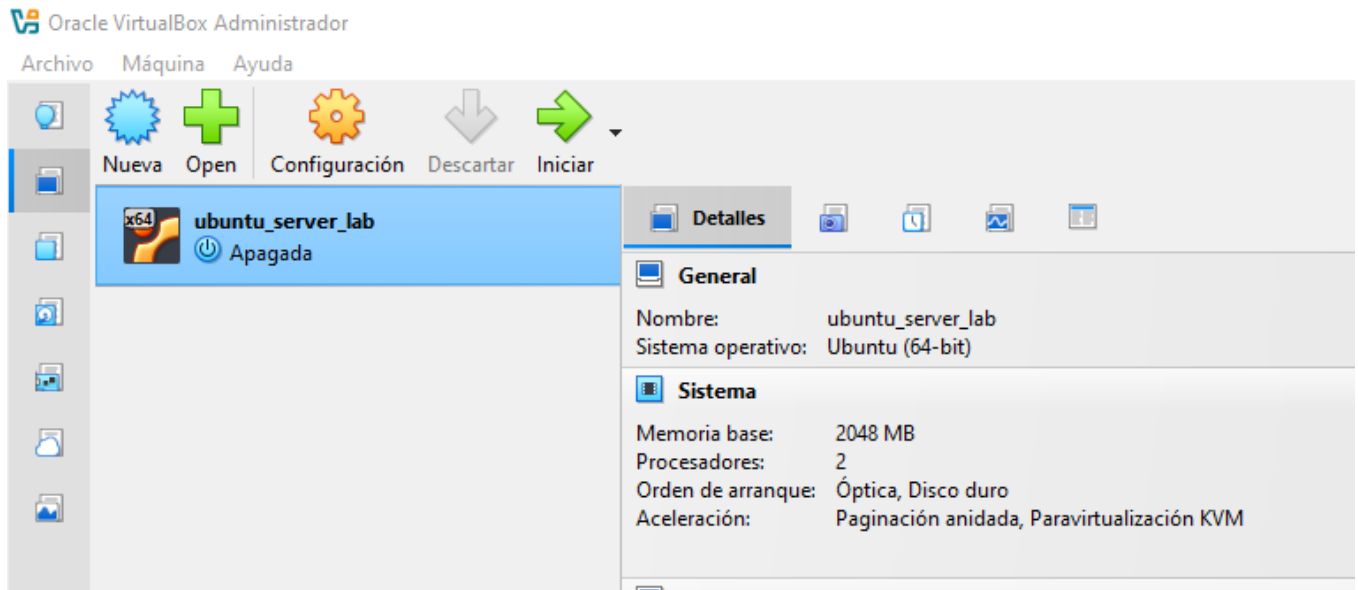 Oracle VirtualBox Administrador
Archivo Máquina Ayuda
Nueva Open Configuración Descartar Iniciar
x64
ubuntu_server_lab
Apagada
Detalles
General
Nombre: ubuntu_server_lab
Sistema operativo: Ubuntu (64-bit)
Sistema
Memoria base: 2048 MB
Procesadores: 2
Orden de arranque: Óptica, Disco duro
Aceleración: Paginación anidada, Paravirtualización KVM